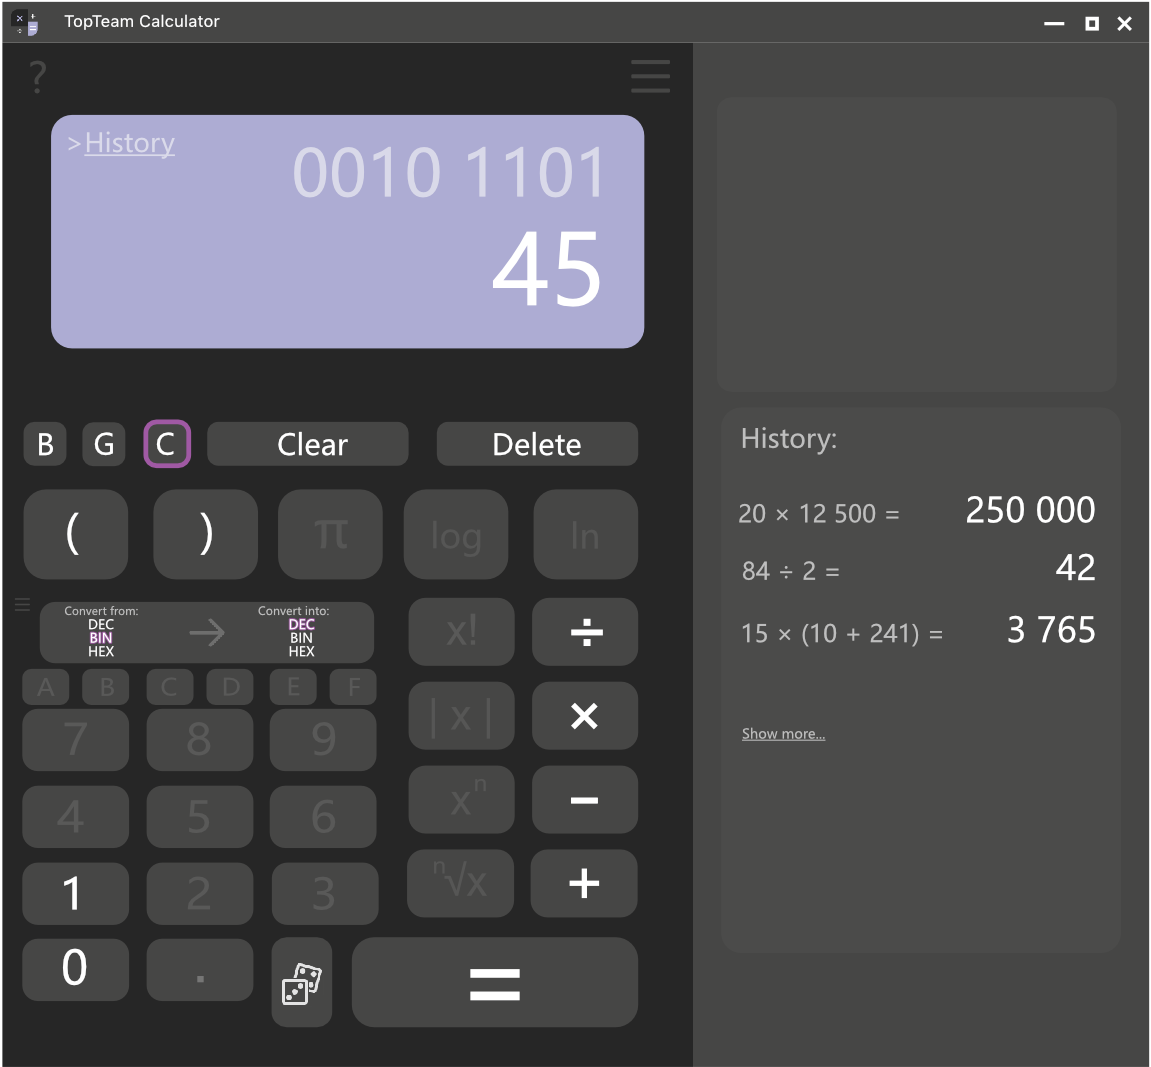 TopTeam Calculator
?
>History
0010 1101
45
B G C Clear Delete
( ) π log ln
Convert from:
DEC
BIN
HEX
→
Convert into:
DEC
BIN
HEX
x! ÷
A B C D E F
7 8 9 | x | ×
4 5 6 xⁿ −
1 2 3 ⁿ√x +
0 . =
History:
20 × 12 500 = 250 000
84 ÷ 2 = 42
15 × (10 + 241) = 3 765
Show more...